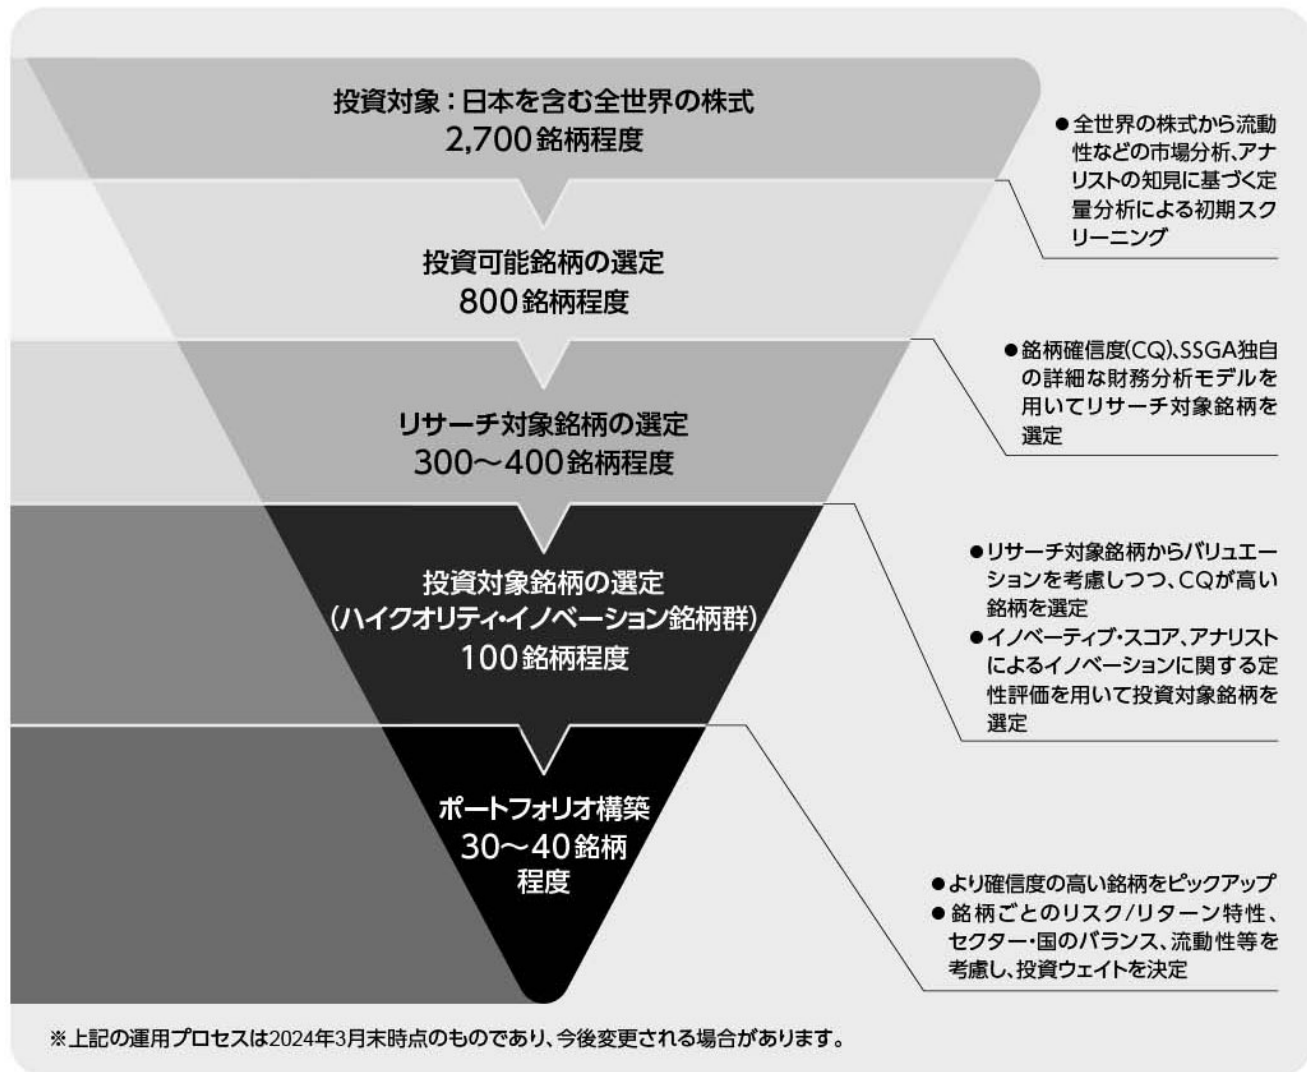 投資対象：日本を含む全世界の株式
2,700銘柄程度
●全世界の株式から流動
性などの市場分析、アナ
リストの知見に基づく定
量分析による初期スク
リーニング
投資可能銘柄の選定
800銘柄程度
●銘柄確信度(CQ)、SSGA独自
の詳細な財務分析モデルを
用いてリサーチ対象銘柄を
選定
リサーチ対象銘柄の選定
300～400銘柄程度
●リサーチ対象銘柄からバリュエー
ションを考慮しつつ、CQが高い
銘柄を選定
●イノベーティブ・スコア、アナリスト
によるイノベーションに関する定
性評価を用いて投資対象銘柄を
選定
投資対象銘柄の選定
（ハイクオリティ・イノベーション銘柄群）
100銘柄程度
ポートフォリオ構築
30～40銘柄
程度
●より確信度の高い銘柄をピックアップ
●銘柄ごとのリスク/リターン特性、
セクター・国のバランス、流動性等を
考慮し、投資ウェイトを決定
※上記の運用プロセスは2024年3月末時点のものであり、今後変更される場合があります。